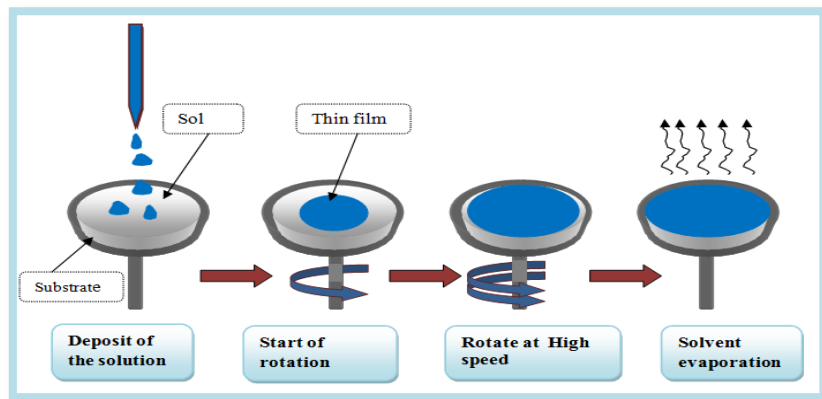 Sol
Thin film
Substrate
Deposit of
the solution
Start of
rotation
Rotate at High
speed
Solvent
evaporation